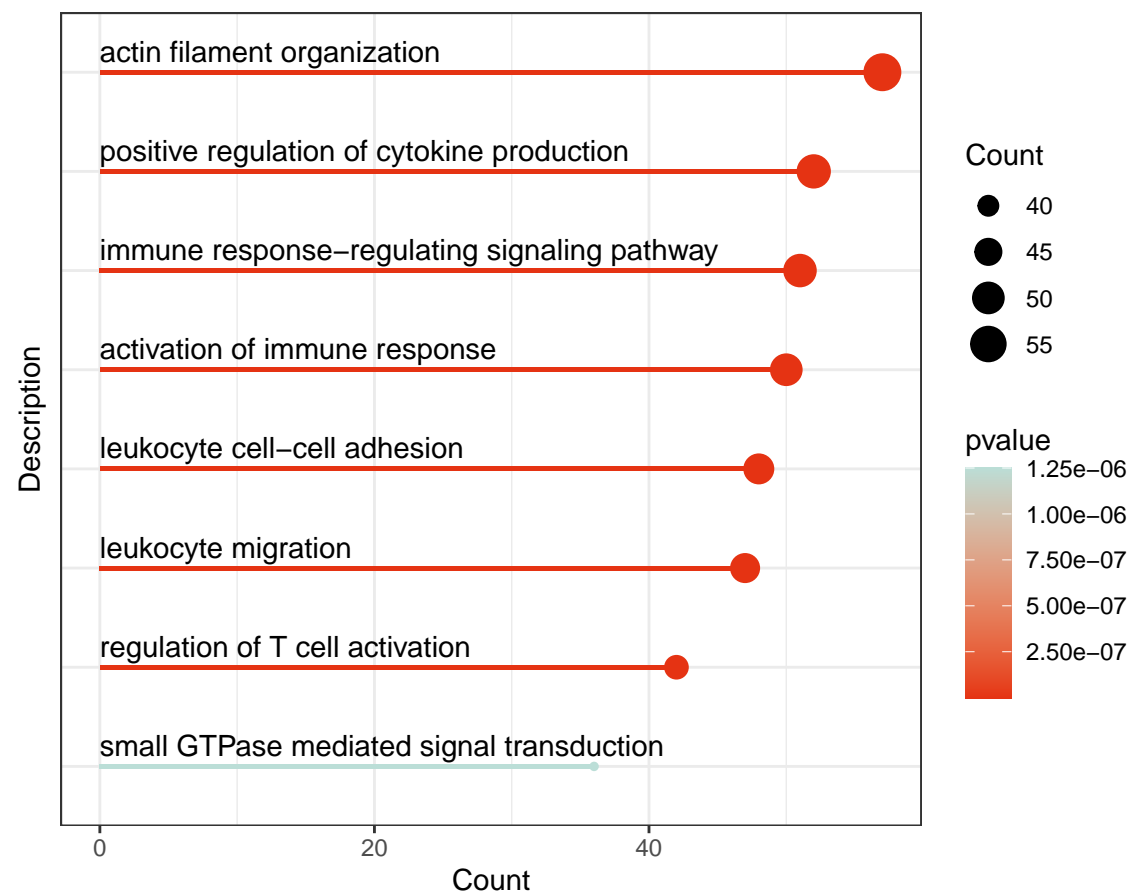 actin filament organization
positive regulation of cytokine production
immune response−regulating signaling pathway
activation of immune response
leukocyte cell−cell adhesion
leukocyte migration
regulation of T cell activation
small GTPase mediated signal transduction
Description
0
20
40
Count
Count
40
45
50
55
pvalue
1.25e−06
1.00e−06
7.50e−07
5.00e−07
2.50e−07